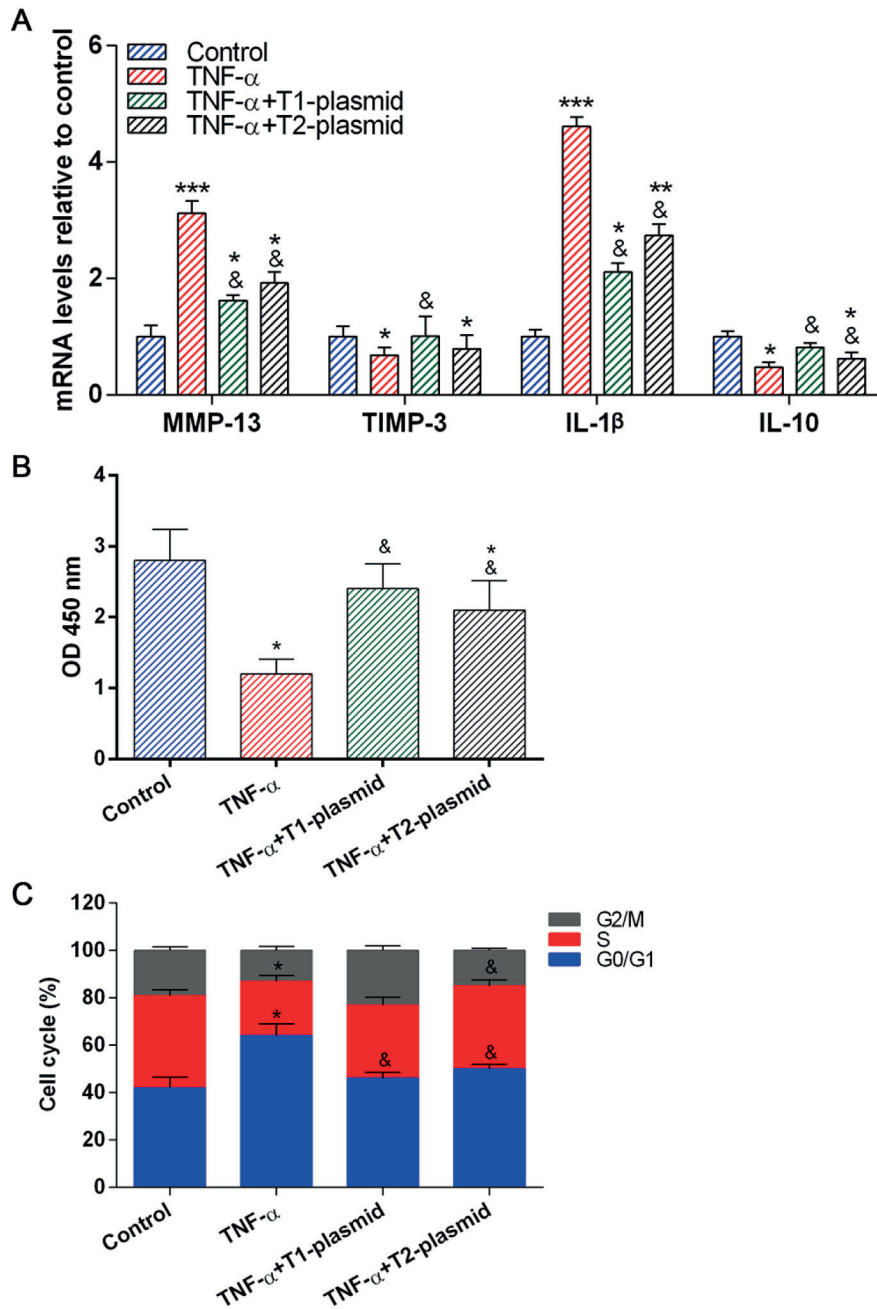 A
mRNA levels relative to control
6
4
2
0
Control
TNF-α
TNF-α+T1-plasmid
TNF-α+T2-plasmid
***
*
&
*
&
*
&
*
***
*
&
**
&
*
&
*
&
MMP-13
TIMP-3
IL-1β
IL-10
B
OD 450 nm
4
3
2
1
0
*
&
*
&
Control
TNF-α
TNF-α+T1-plasmid
TNF-α+T2-plasmid
C
Cell cycle (%)
120
100
80
60
40
20
0
*
*
&
&
&
G2/M
S
G0/G1
Control
TNF-α
TNF-α+T1-plasmid
TNF-α+T2-plasmid